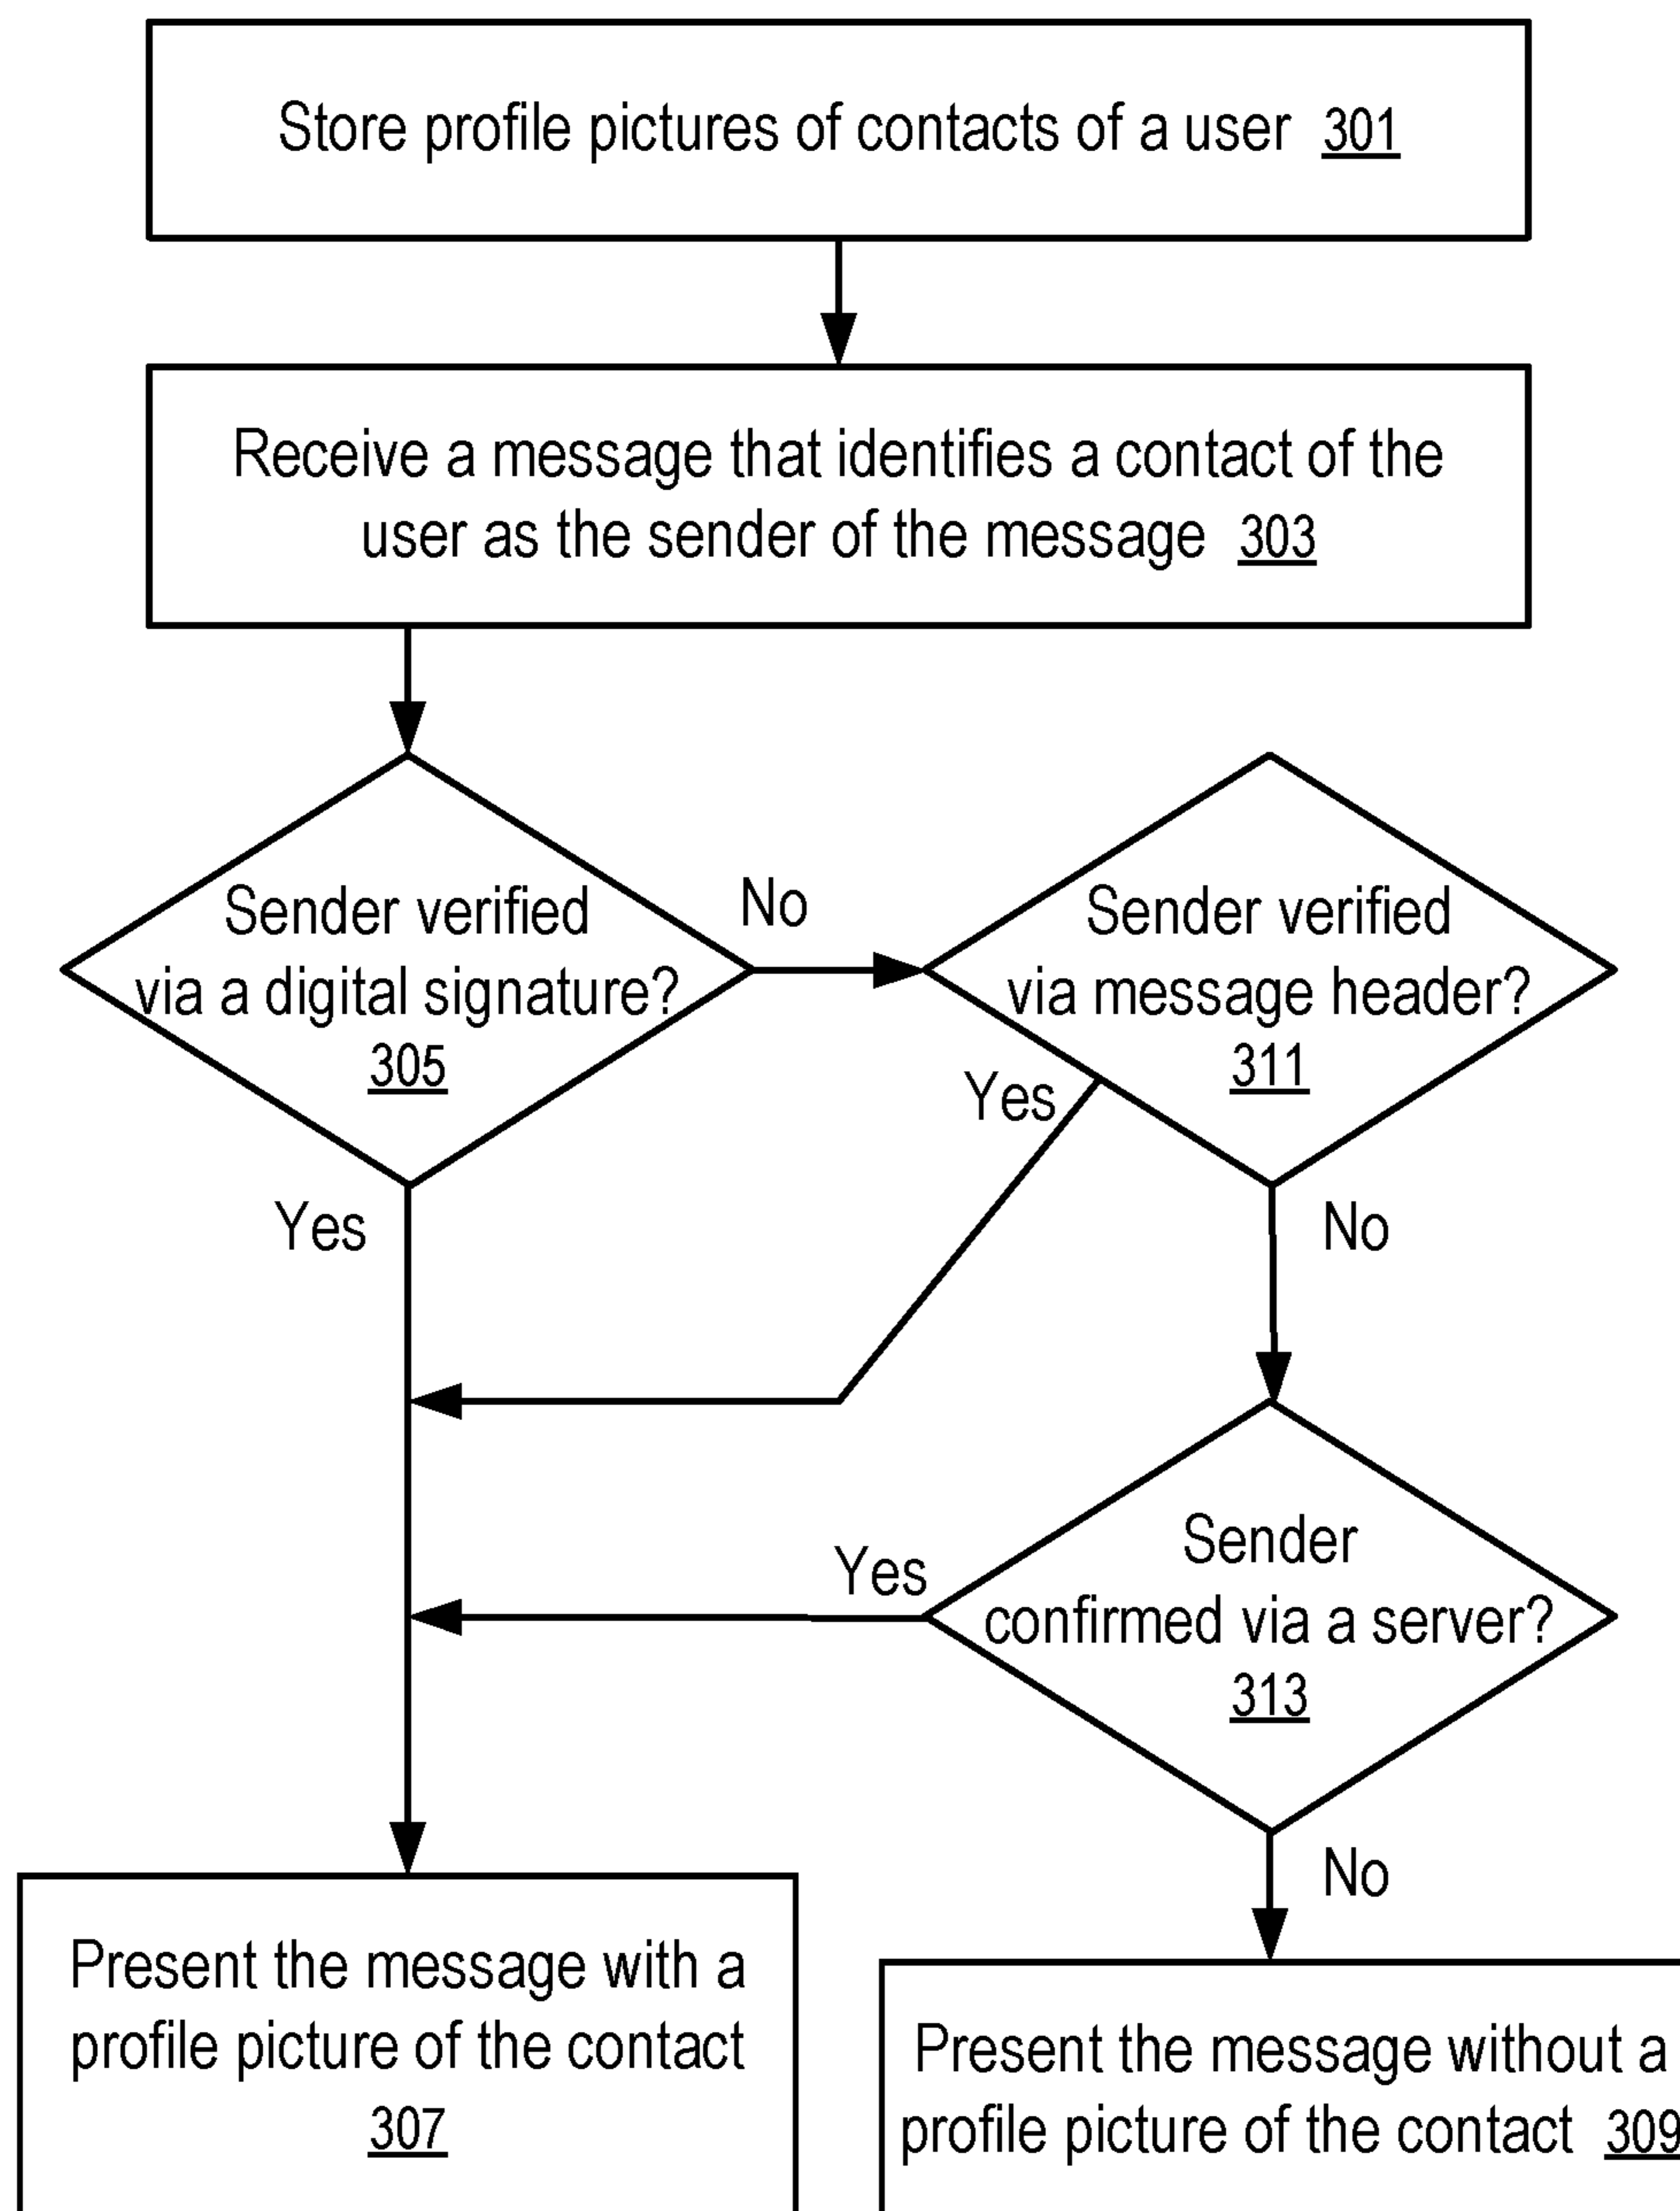 Store profile pictures of contacts of a user 301
Receive a message that identifies a contact of the
user as the sender of the message 303
Sender verified
via a digital signature?
305
No
Sender verified
via message header?
311
Yes
Yes
No
Sender
confirmed via a server?
313
Yes
No
Present the message with a
profile picture of the contact
307
Present the message without a
profile picture of the contact 309